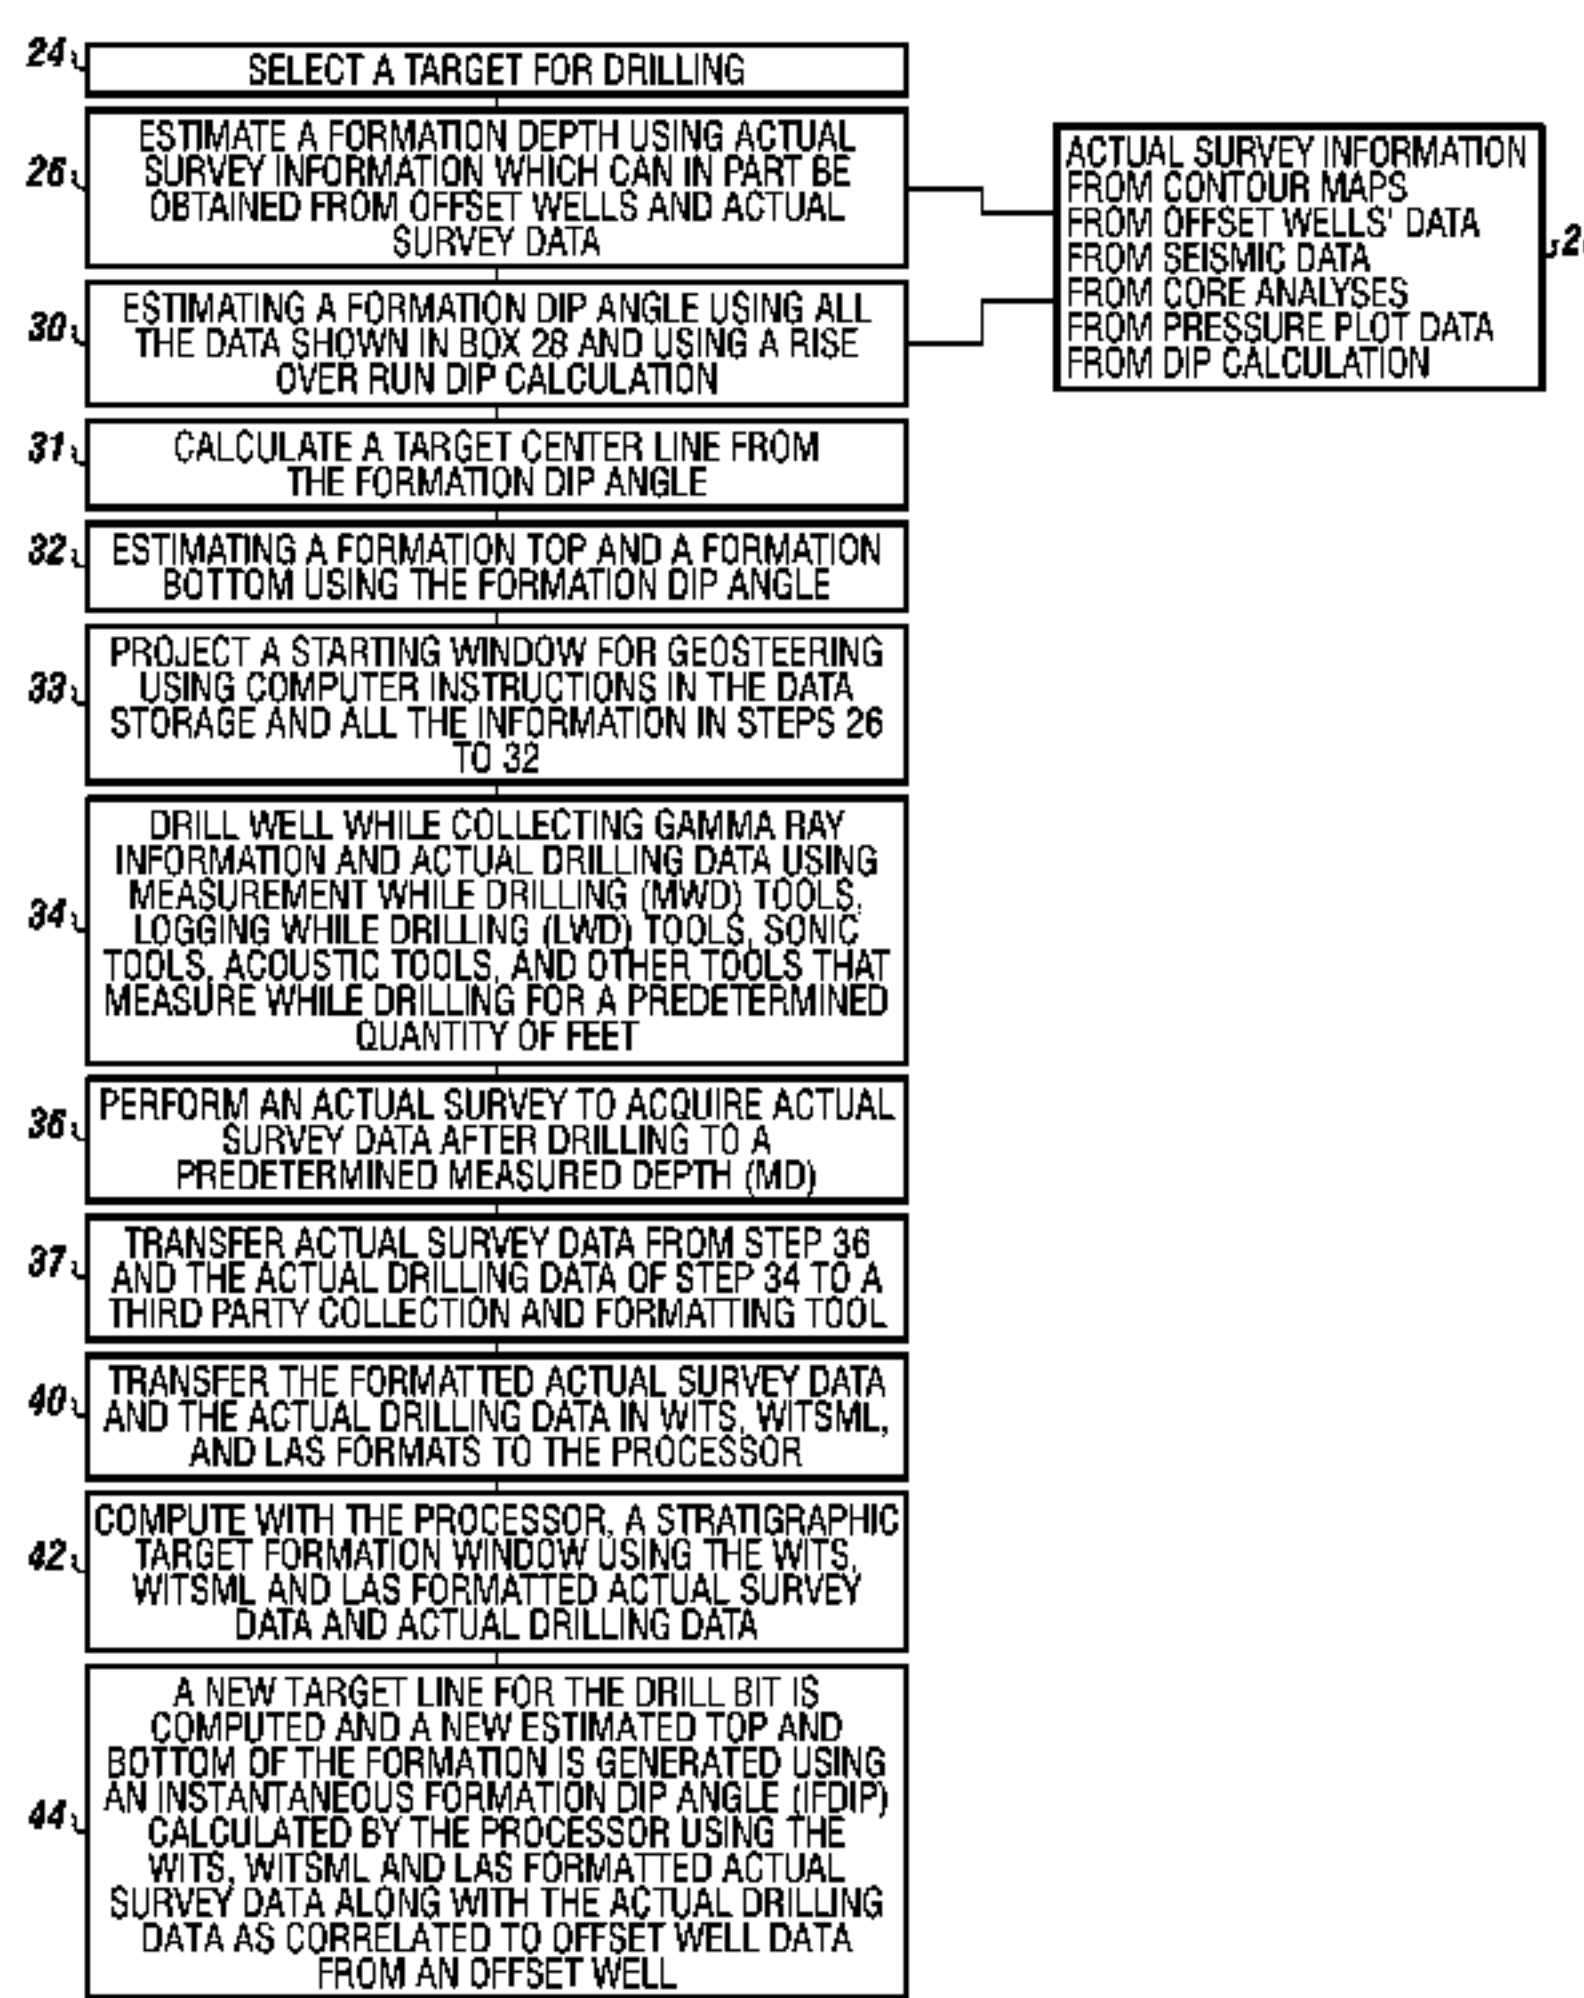 24
SELECT A TARGET FOR DRILLING
26
ESTIMATE A FORMATION DEPTH USING ACTUAL
SURVEY INFORMATION WHICH CAN IN PART BE
OBTAINED FROM OFFSET WELLS AND ACTUAL
SURVEY DATA
ACTUAL SURVEY INFORMATION
FROM CONTOUR MAPS
FROM OFFSET WELLS' DATA
FROM SEISMIC DATA
FROM CORE ANALYSES
FROM PRESSURE PLOT DATA
FROM DIP CALCULATION
30
ESTIMATING A FORMATION DIP ANGLE USING ALL
THE DATA SHOWN IN BOX 28 AND USING A RISE
OVER RUN DIP CALCULATION
31
CALCULATE A TARGET CENTER LINE FROM
THE FORMATION DIP ANGLE
32
ESTIMATING A FORMATION TOP AND A FORMATION
BOTTOM USING THE FORMATION DIP ANGLE
33
PROJECT A STARTING WINDOW FOR GEOSTEERING
USING COMPUTER INSTRUCTIONS IN THE DATA
STORAGE AND ALL THE INFORMATION IN STEPS 26
TO 32
34
DRILL WELL WHILE COLLECTING GAMMA RAY
INFORMATION AND ACTUAL DRILLING DATA USING
MEASUREMENT WHILE DRILLING (MWD) TOOLS,
LOGGING WHILE DRILLING (LWD) TOOLS, SONIC
TOOLS, ACOUSTIC TOOLS, AND OTHER TOOLS THAT
MEASURE WHILE DRILLING FOR A PREDETERMINED
QUANTITY OF FEET
36
PERFORM AN ACTUAL SURVEY TO ACQUIRE ACTUAL
SURVEY DATA AFTER DRILLING TO A
PREDETERMINED MEASURED DEPTH (MD)
37
TRANSFER ACTUAL SURVEY DATA FROM STEP 36
AND THE ACTUAL DRILLING DATA OF STEP 34 TO A
THIRD PARTY COLLECTION AND FORMATTING TOOL
40
TRANSFER THE FORMATTED ACTUAL SURVEY DATA
AND THE ACTUAL DRILLING DATA IN WITS, WITSML,
AND LAS FORMATS TO THE PROCESSOR
42
COMPUTE WITH THE PROCESSOR, A STRATIGRAPHIC
TARGET FORMATION WINDOW USING THE WITS,
WITSML AND LAS FORMATTED ACTUAL SURVEY
DATA AND ACTUAL DRILLING DATA
44
A NEW TARGET LINE FOR THE DRILL BIT IS
COMPUTED AND A NEW ESTIMATED TOP AND
BOTTOM OF THE FORMATION IS GENERATED USING
AN INSTANTANEOUS FORMATION DIP ANGLE (IFDIP)
CALCULATED BY THE PROCESSOR USING THE
WITS, WITSML AND LAS FORMATTED ACTUAL
SURVEY DATA ALONG WITH THE ACTUAL DRILLING
DATA AS CORRELATED TO OFFSET WELL DATA
FROM AN OFFSET WELL